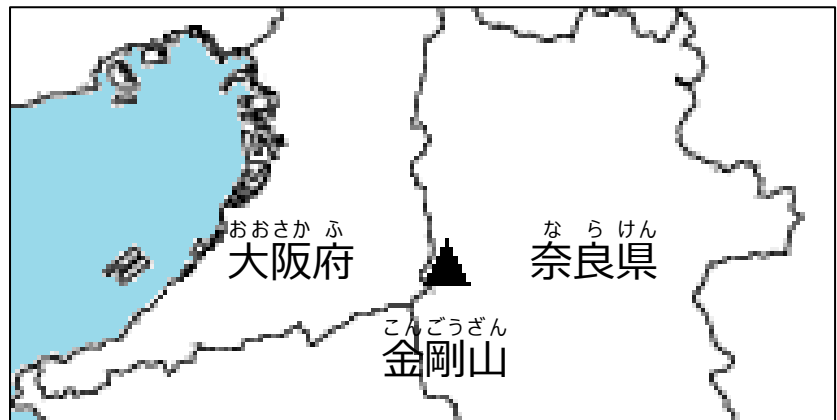 おおさか ふ
大阪府
な ら けん
奈良県
こんごうざん
金剛山